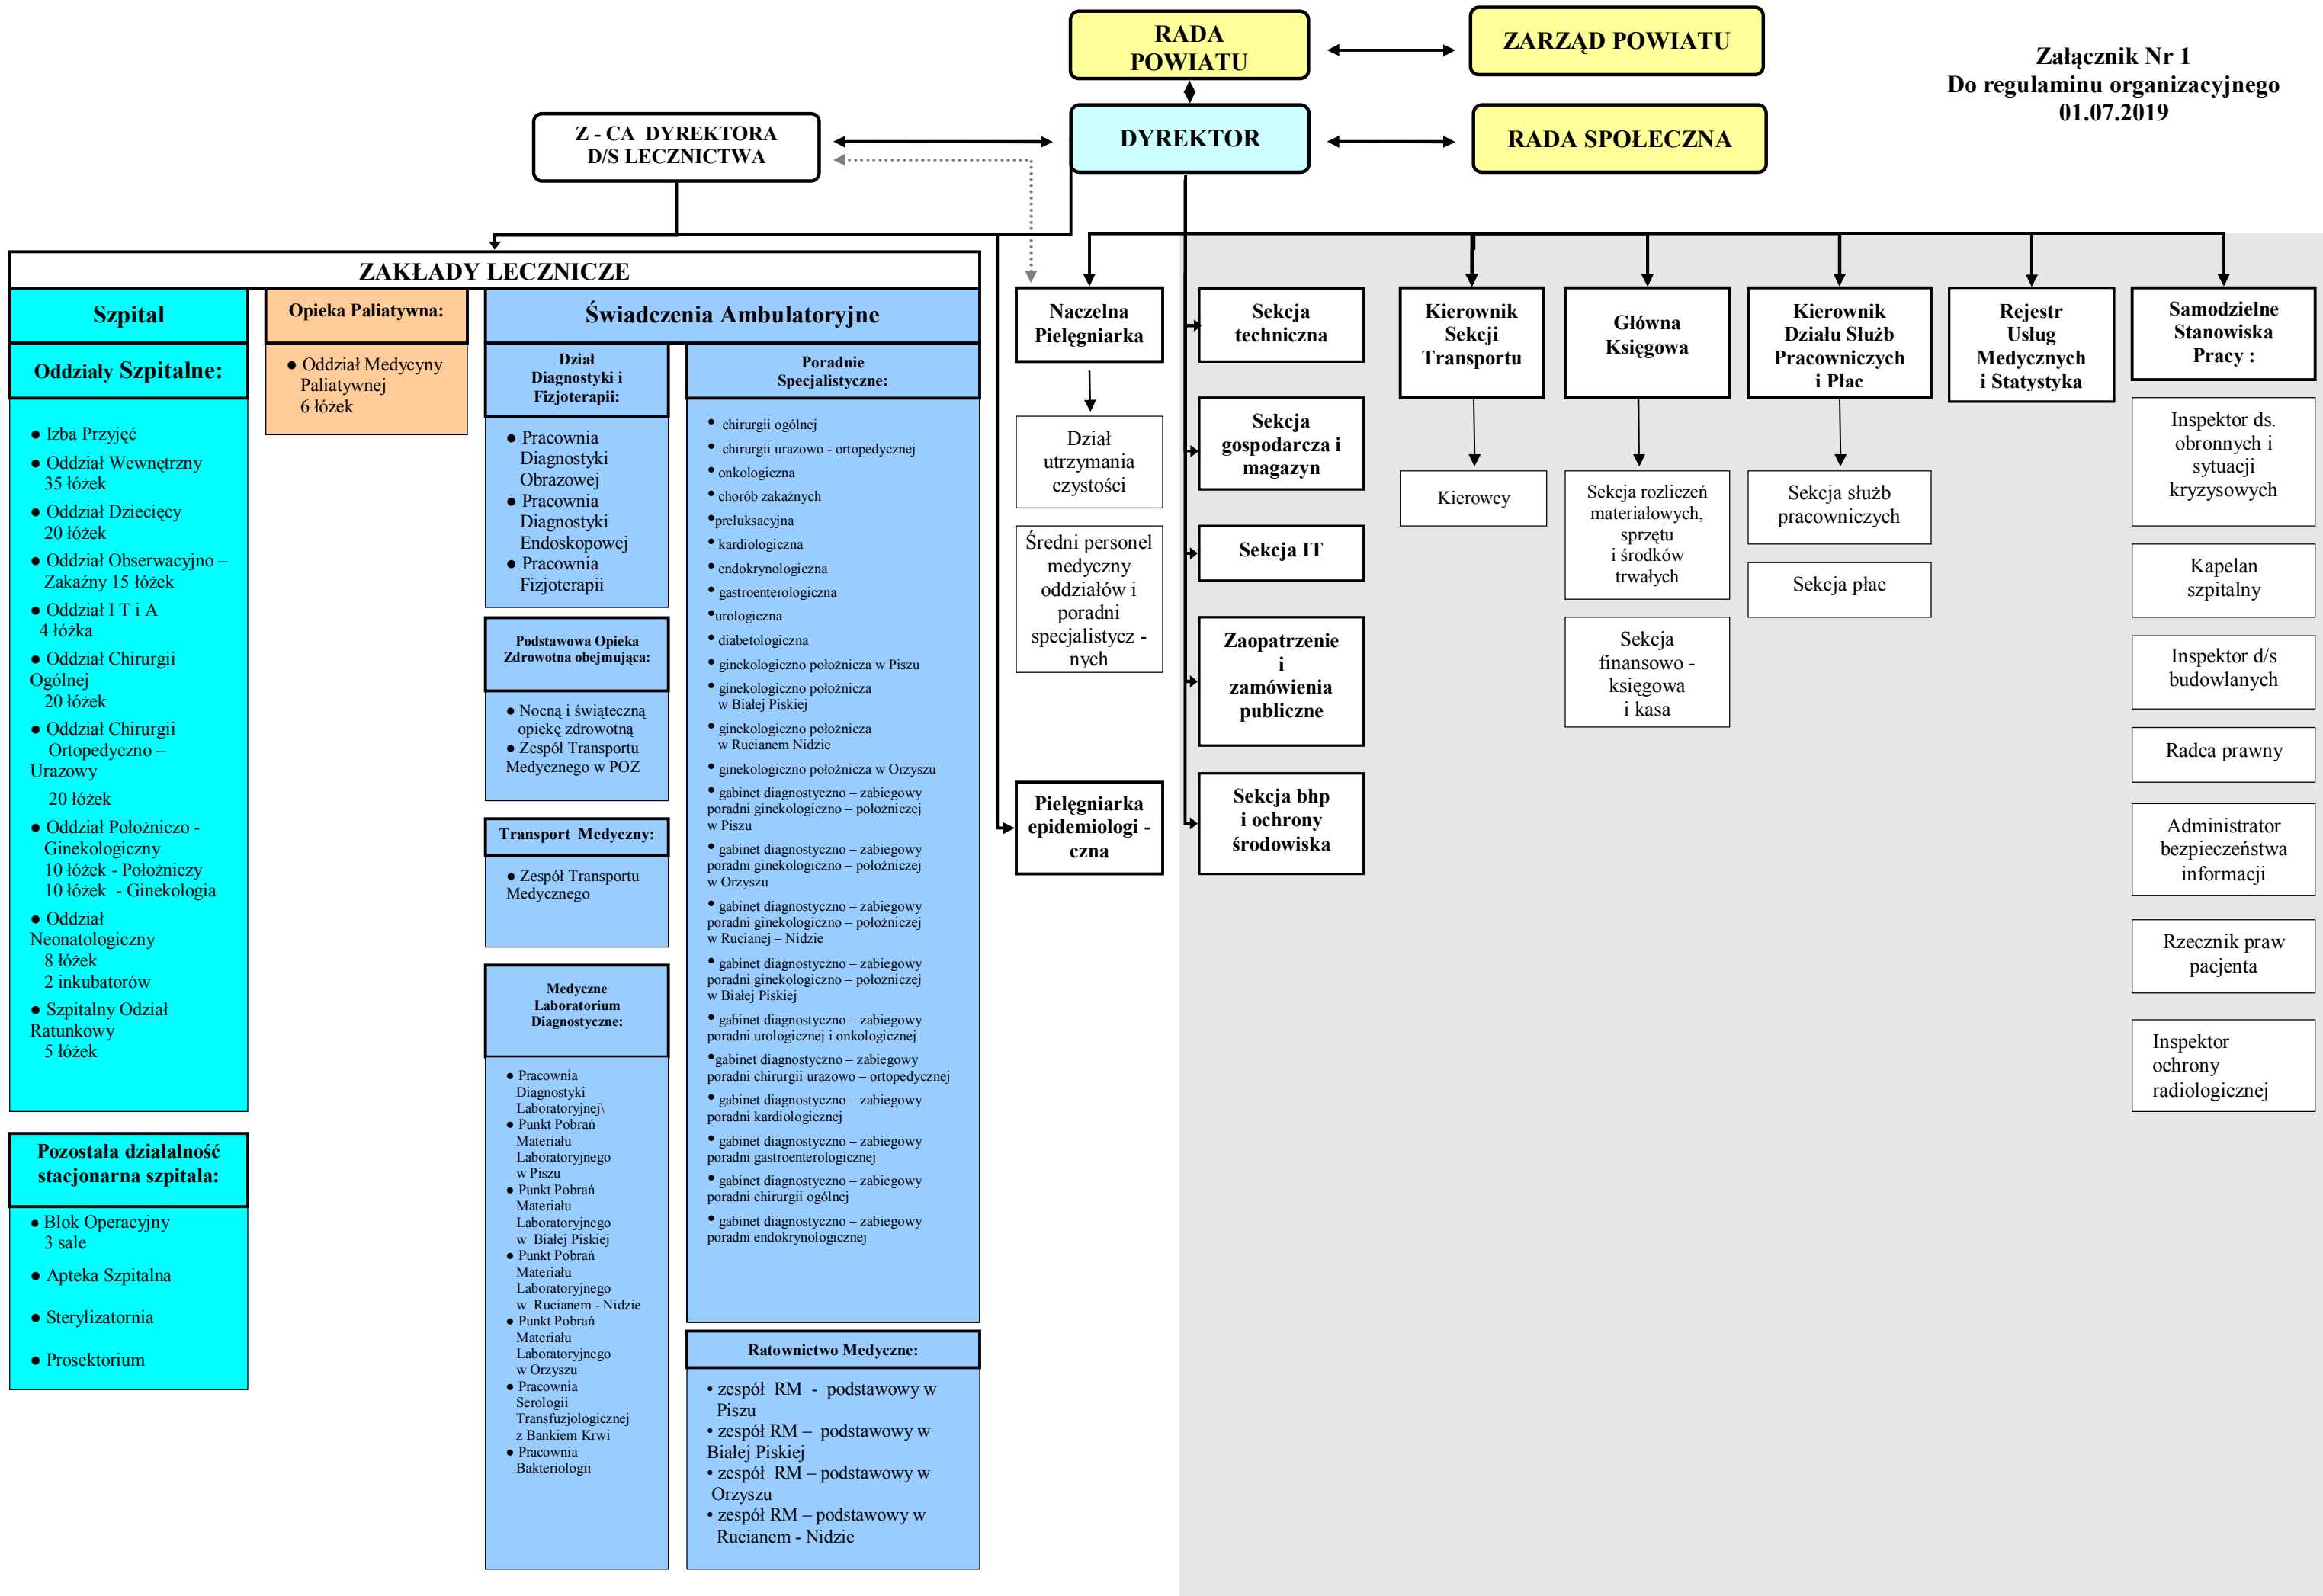 RADA
POWIATU
ZARZĄD POWIATU
Załącznik Nr 1
Do regulaminu organizacyjnego
01.07.2019
Z - CA DYREKTORA
D/S LECZNICTWA
DYREKTOR
RADA SPOŁECZNA
ZAKŁADY LECZNICZE
Szpital
Oddziały Szpitalne:
● Izba Przyjęć
● Oddział Wewnętrzny
35 łóżek
● Oddział Dziecięcy
20 łóżek
● Oddział Obserwacyjno –
Zakaźny 15 łóżek
● Oddział I T i A
4 łóżka
● Oddział Chirurgii
Ogólnej
20 łóżek
● Oddział Chirurgii
Ortopedyczno –
Urazowy
20 łóżek
● Oddział Położniczo -
Ginekologiczny
10 łóżek - Położniczy
10 łóżek - Ginekologia
● Oddział
Neonatologiczny
8 łóżek
2 inkubatorów
● Szpitalny Odział
Ratunkowy
5 łóżek
Pozostała działalność
stacjonarna szpitala:
● Blok Operacyjny
3 sale
● Apteka Szpitalna
● Sterylizatornia
● Prosektorium
Opieka Paliatywna:
● Oddział Medycyny
Paliatywnej
6 łóżek
Świadczenia Ambulatoryjne
Dział
Diagnostyki i
Fizjoterapii:
● Pracownia
Diagnostyki
Obrazowej
● Pracownia
Diagnostyki
Endoskopowej
● Pracownia
Fizjoterapii
Podstawowa Opieka
Zdrowotna obejmująca:
● Nocną i świąteczną
opiekę zdrowotną
● Zespół Transportu
Medycznego w POZ
Transport Medyczny:
● Zespół Transportu
Medycznego
Medyczne
Laboratorium
Diagnostyczne:
● Pracownia
Diagnostyki
Laboratoryjnej\
● Punkt Pobrań
Materiału
Laboratoryjnego
w Piszu
● Punkt Pobrań
Materiału
Laboratoryjnego
w Białej Piskiej
● Punkt Pobrań
Materiału
Laboratoryjnego
w Rucianem - Nidzie
● Punkt Pobrań
Materiału
Laboratoryjnego
w Orzyszu
● Pracownia
Serologii
Transfuzjologicznej
z Bankiem Krwi
● Pracownia
Bakteriologii
Poradnie
Specjalistyczne:
• chirurgii ogólnej
• chirurgii urazowo - ortopedycznej
• onkologiczna
• chorób zakaźnych
•preluksacyjna
• kardiologiczna
• endokrynologiczna
• gastroenterologiczna
•urologiczna
• diabetologiczna
• ginekologiczno położnicza w Piszu
• ginekologiczno położnicza
w Białej Piskiej
• ginekologiczno położnicza
w Rucianem Nidzie
• ginekologiczno położnicza w Orzyszu
• gabinet diagnostyczno – zabiegowy
poradni ginekologiczno – położniczej
w Piszu
• gabinet diagnostyczno – zabiegowy
poradni ginekologiczno – położniczej
w Orzyszu
• gabinet diagnostyczno – zabiegowy
poradni ginekologiczno – położniczej
w Rucianej – Nidzie
• gabinet diagnostyczno – zabiegowy
poradni ginekologiczno – położniczej
w Białej Piskiej
• gabinet diagnostyczno – zabiegowy
poradni urologicznej i onkologicznej
•gabinet diagnostyczno – zabiegowy
poradni chirurgii urazowo – ortopedycznej
• gabinet diagnostyczno – zabiegowy
poradni kardiologicznej
• gabinet diagnostyczno – zabiegowy
poradni gastroenterologicznej
• gabinet diagnostyczno – zabiegowy
poradni chirurgii ogólnej
• gabinet diagnostyczno – zabiegowy
poradni endokrynologicznej
Ratownictwo Medyczne:
• zespół RM - podstawowy w
Piszu
• zespół RM – podstawowy w
Białej Piskiej
• zespół RM – podstawowy w
Orzyszu
• zespół RM – podstawowy w
Rucianem - Nidzie
Naczelna
Pielęgniarka
Dział
utrzymania
czystości
Średni personel
medyczny
oddziałów i
poradni
specjalistycz -
nych
Pielęgniarka
epidemiologi -
czna
Sekcja
techniczna
Sekcja
gospodarcza i
magazyn
Sekcja IT
Zaopatrzenie
i
zamówienia
publiczne
Sekcja bhp
i ochrony
środowiska
Kierownik
Sekcji
Transportu
Kierowcy
Główna
Księgowa
Sekcja rozliczeń
materiałowych,
sprzętu
i środków
trwałych
Sekcja
finansowo -
księgowa
i kasa
Kierownik
Działu Służb
Pracowniczych
i Płac
Sekcja służb
pracowniczych
Sekcja płac
Rejestr
Usług
Medycznych
i Statystyka
Samodzielne
Stanowiska
Pracy :
Inspektor ds.
obronnych i
sytuacji
kryzysowych
Kapelan
szpitalny
Inspektor d/s
budowlanych
Radca prawny
Administrator
bezpieczeństwa
informacji
Rzecznik praw
pacjenta
Inspektor
ochrony
radiologicznej